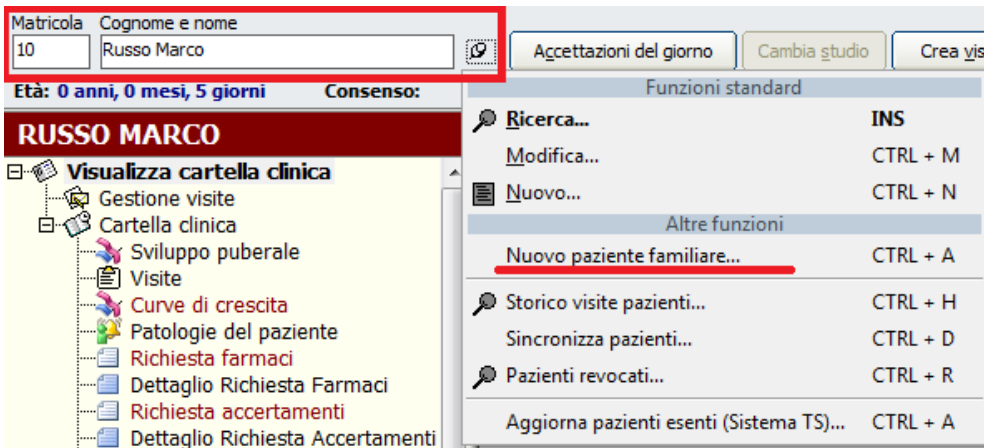 Matricola Cognome e nome
10 Russo Marco Accettazioni del giorno Cambia studio Crea vis
Età: 0 anni, 0 mesi, 5 giorni Consenso:
Funzioni standard
Ricerca... INS
Modifica... CTRL + M
Nuovo... CTRL + N
Altre funzioni
Nuovo paziente familiare... CTRL + A
Storico visite pazienti... CTRL + H
Sincronizza pazienti... CTRL + D
Pazienti revocati... CTRL + R
Aggiorna pazienti esenti (Sistema TS)... CTRL + A
RUSSO MARCO
Visualizza cartella clinica
Gestione visite
Cartella clinica
Sviluppo puberale
Visite
Curve di crescita
Patologie del paziente
Richiesta farmaci
Dettaglio Richiesta Farmaci
Richiesta accertamenti
Dettaglio Richiesta Accertamenti